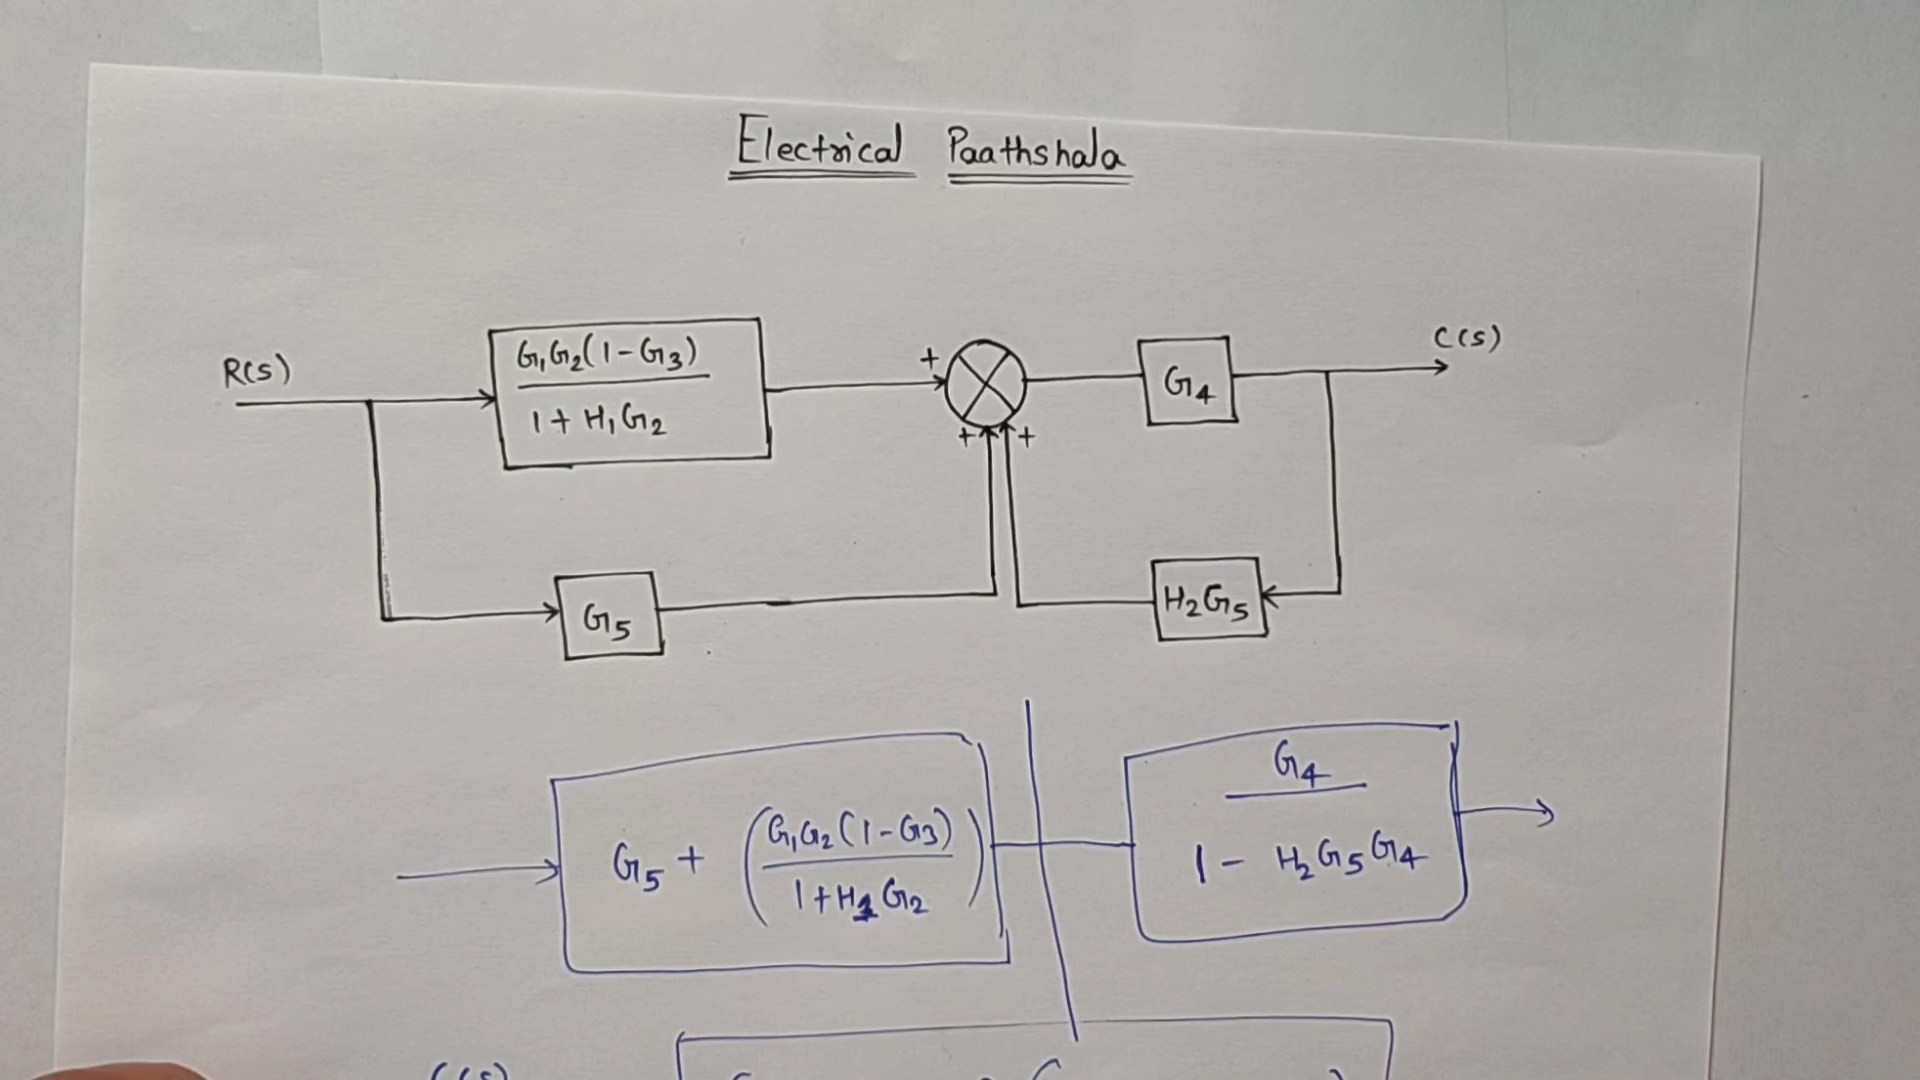 Electrical Paathshala
R(s)
G₁G₂(1-G₃)
1 + H₁G₂
+
+
+
G₄
C(s)
G₅
H₂G₅
G₅ + (G₁G₂(1-G₃)
1+H₁G₂)
G₄
1 - H₂G₅G₄